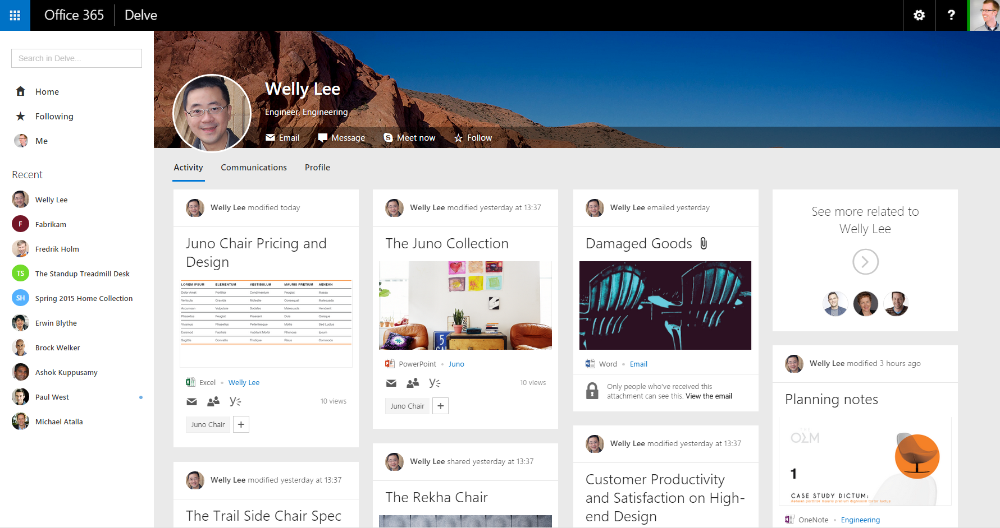 Office 365
Delve
?
Search in Delve...
Home
Following
Me
Recent
Welly Lee
F
Fabrikam
Fredrik Holm
TS
The Standup Treadmill Desk
SH
Spring 2015 Home Collection
Erwin Blythe
Brock Welker
Ashok Kuppusamy
Paul West
Michael Atalla
Welly Lee
Engineer, Engineering
Email
Message
Meet now
Follow
Activity
Communications
Profile
Welly Lee modified today
Juno Chair Pricing and
Design
LOREM IPSUM ELEMENTUM VESTIBULUM MAURIS PRETIUM AENEAN
Dolor Amet Porttitor Condimentum Feugiat Massa
Vehicula Gravida Molestie Consequat Malesuada
Accumsan Vulputate Sodales Malesuada Hendrerit
Phasellus Feugiat Praesent Duis Quisque
Vivamus Phasellus Pellentesque Mollis Sed Luctus
Euismod Facilisis Habitant Morbi Rhoncus Ipsum
Sagittis Convallis Tristique Risus Commodo
Excel
Welly Lee
10 views
Juno Chair
+
Welly Lee modified yesterday at 13:37
The Trail Side Chair Spec
Welly Lee modified yesterday at 13:37
The Juno Collection
5
PowerPoint
Juno
10 views
Juno Chair
+
Welly Lee shared yesterday at 13:37
The Rekha Chair
Welly Lee emailed yesterday
Damaged Goods
Word
Email
Only people who've received this
attachment can see this. View the email
Welly Lee modified yesterday at 13:37
Customer Productivity
and Satisfaction on High-
end Design
See more related to
Welly Lee
Welly Lee modified 3 hours ago
Planning notes
THE
OΣM
1
CASE STUDY DICTUM:
Aenean porttitor mauris pretium dignissim tortor luctus
OneNote
Engineering